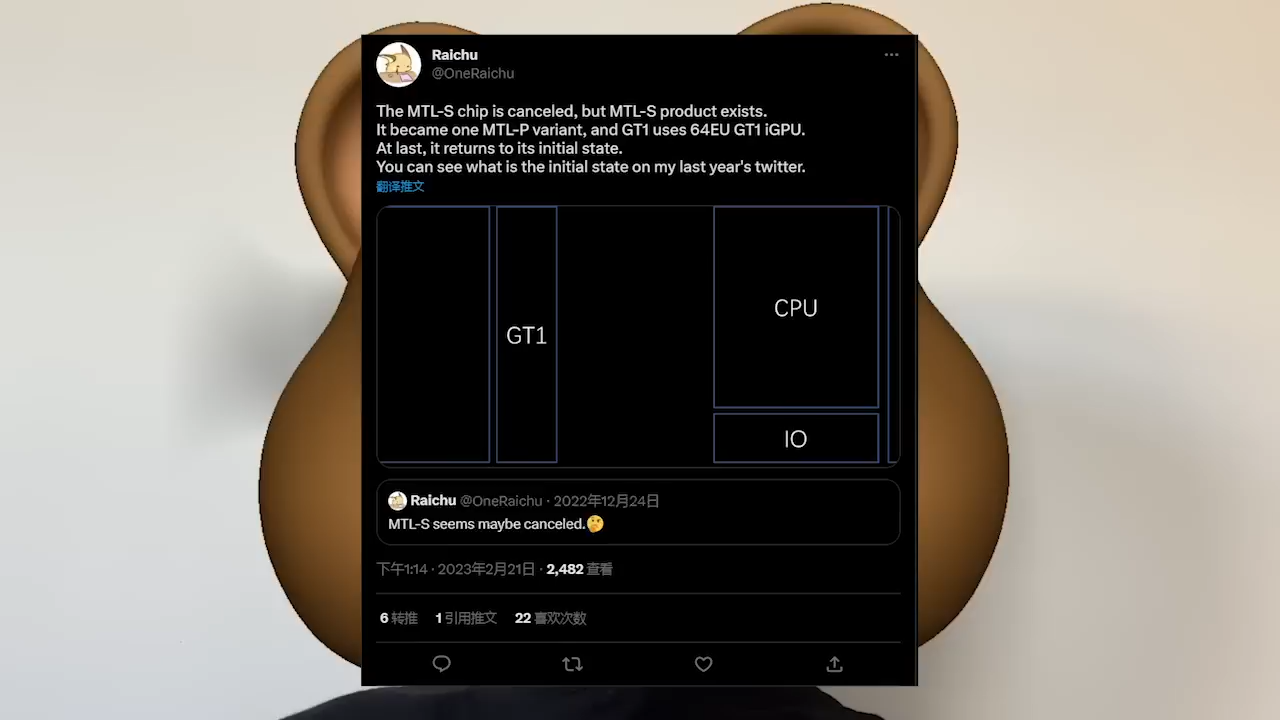 Raichu
@OneRaichu
The MTL-S chip is canceled, but MTL-S product exists.
It became one MTL-P variant, and GT1 uses 64EU GT1 iGPU.
At last, it returns to its initial state.
You can see what is the initial state on my last year's twitter.
翻译推文
GT1
CPU
IO
Raichu @OneRaichu · 2022年12月24日
MTL-S seems maybe canceled.🤔
下午1:14 · 2023年2月21日 · 2,482 查看
6 转推 1 引用推文 22 喜欢次数